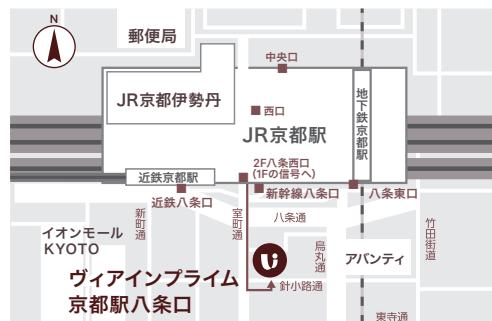 N
郵便局
中央口
JR京都伊勢丹
西口
地下鉄京都駅
JR京都駅
2F八条西口
(1Fの信号へ)
近鉄京都駅
近鉄八条口
新幹線八条口
八条東口
新町通
室町通
八条通
竹田街道
イオンモール
KYOTO
烏丸通
アバンティ
ヴィアインプライム
京都駅八条口
針小路通
東寺通